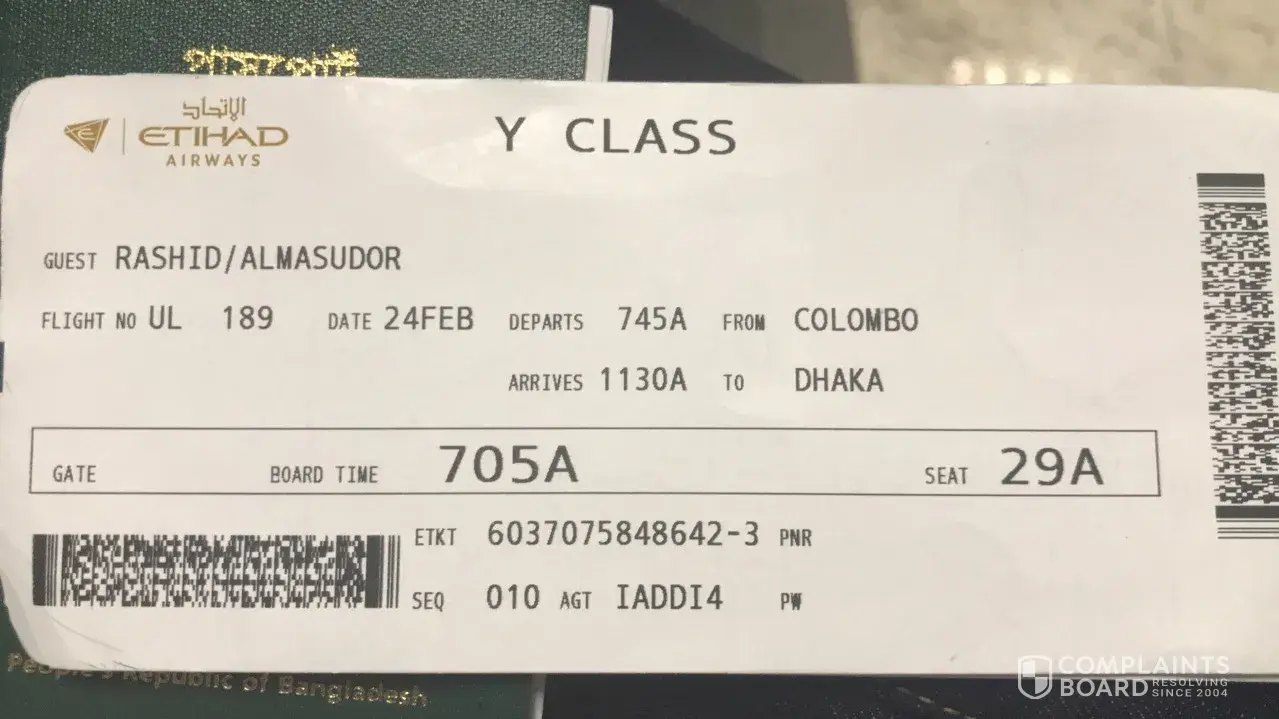 পাসপোর্ট
الإتحاد
ETIHAD
AIRWAYS
Y CLASS
GUEST RASHID/ALMASUDOR
FLIGHT NO UL 189 DATE 24FEB DEPARTS 745A FROM COLOMBO
ARRIVES 1130A TO DHAKA
GATE BOARD TIME 705A SEAT 29A
ETKT 6037075848642-3 PNR
SEQ 010 AGT IADDI4 PW
People's Republic of Bangladesh
COMPLAINTS
BOARD RESOLVING
SINCE 2004